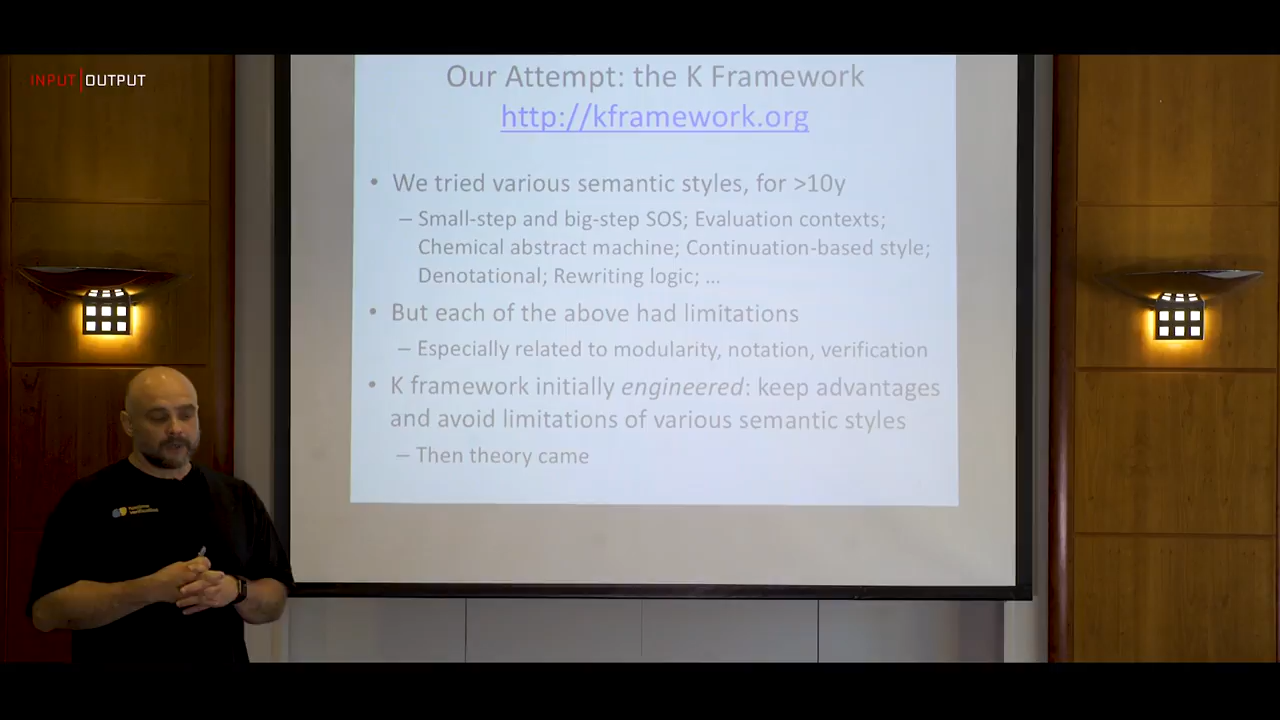 INPUT|OUTPUT
Our Attempt: the K Framework
http://kframework.org
• We tried various semantic styles, for >10y
– Small-step and big-step SOS; Evaluation contexts;
Chemical abstract machine; Continuation-based style;
Denotational; Rewriting logic; ...
• But each of the above had limitations
– Especially related to modularity, notation, verification
• K framework initially engineered: keep advantages
and avoid limitations of various semantic styles
– Then theory came
runtime
verification